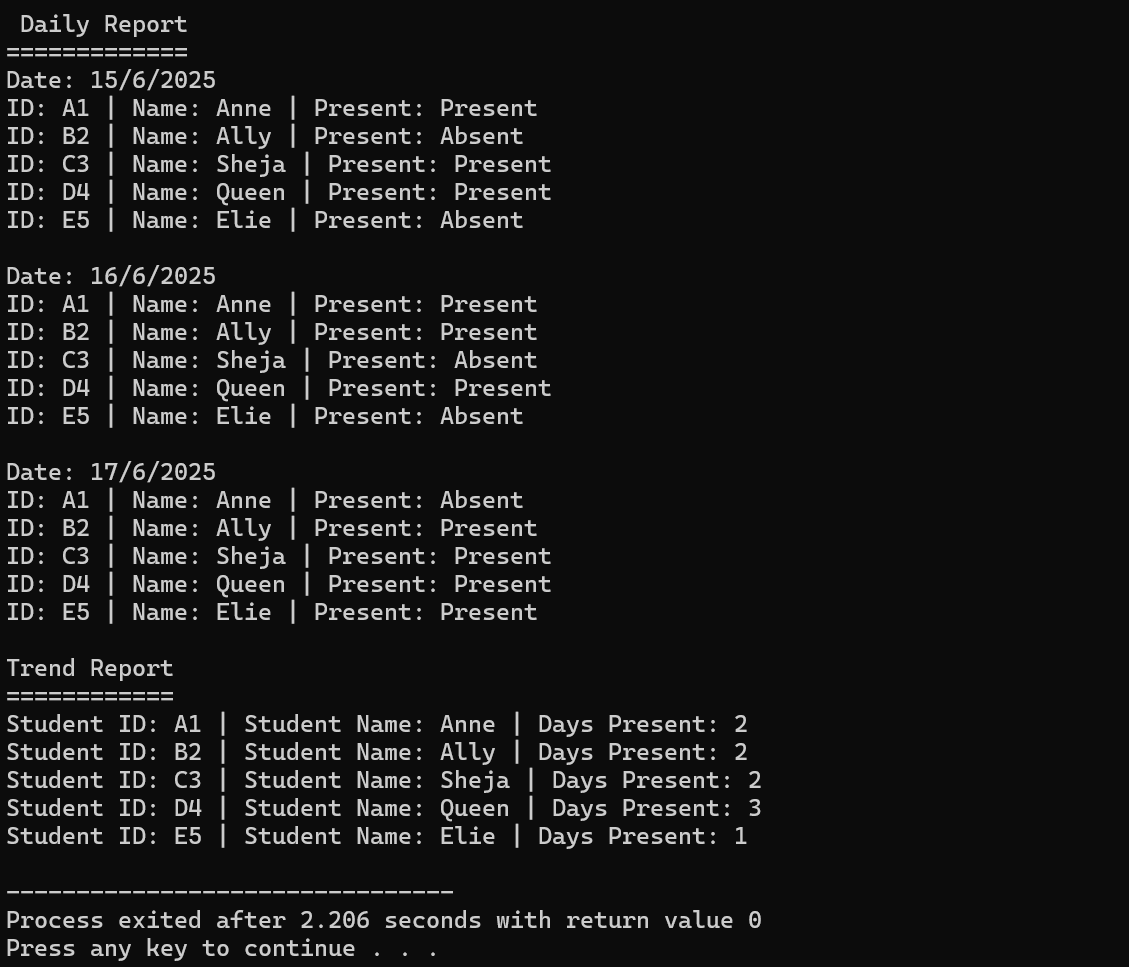 Daily Report
=============
Date: 15/6/2025
ID: A1 | Name: Anne | Present: Present
ID: B2 | Name: Ally | Present: Absent
ID: C3 | Name: Sheja | Present: Present
ID: D4 | Name: Queen | Present: Present
ID: E5 | Name: Elie | Present: Absent

Date: 16/6/2025
ID: A1 | Name: Anne | Present: Present
ID: B2 | Name: Ally | Present: Present
ID: C3 | Name: Sheja | Present: Absent
ID: D4 | Name: Queen | Present: Present
ID: E5 | Name: Elie | Present: Absent

Date: 17/6/2025
ID: A1 | Name: Anne | Present: Absent
ID: B2 | Name: Ally | Present: Present
ID: C3 | Name: Sheja | Present: Present
ID: D4 | Name: Queen | Present: Present
ID: E5 | Name: Elie | Present: Present

Trend Report
============
Student ID: A1 | Student Name: Anne | Days Present: 2
Student ID: B2 | Student Name: Ally | Days Present: 2
Student ID: C3 | Student Name: Sheja | Days Present: 2
Student ID: D4 | Student Name: Queen | Days Present: 3
Student ID: E5 | Student Name: Elie | Days Present: 1

--------------------------------
Process exited after 2.206 seconds with return value 0
Press any key to continue . . .